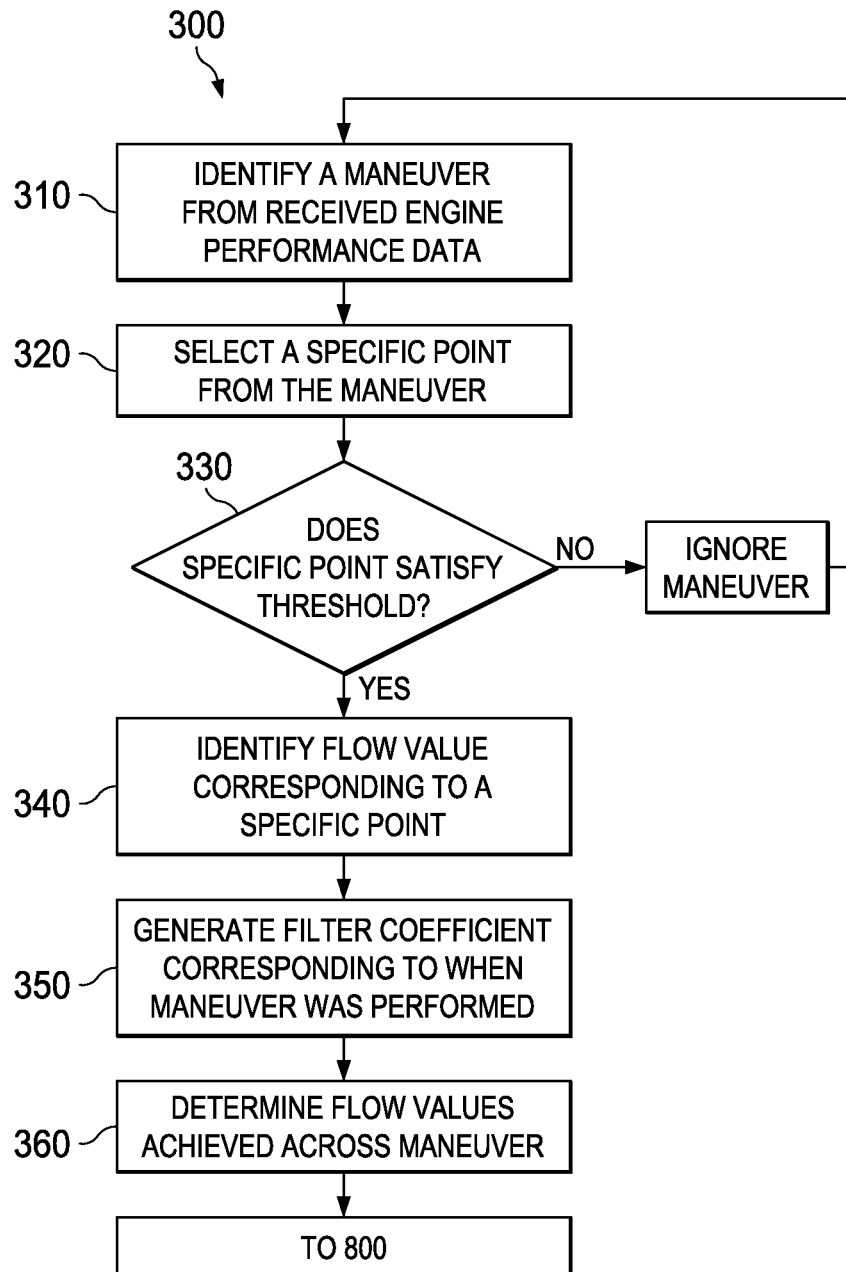 300
310
IDENTIFY A MANEUVER
FROM RECEIVED ENGINE
PERFORMANCE DATA
320
SELECT A SPECIFIC POINT
FROM THE MANEUVER
330
DOES
SPECIFIC POINT SATISFY
THRESHOLD?
NO
IGNORE
MANEUVER
YES
340
IDENTIFY FLOW VALUE
CORRESPONDING TO A
SPECIFIC POINT
350
GENERATE FILTER COEFFICIENT
CORRESPONDING TO WHEN
MANEUVER WAS PERFORMED
360
DETERMINE FLOW VALUES
ACHIEVED ACROSS MANEUVER
TO 800